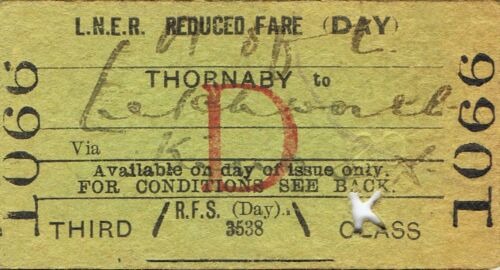 L.N.E.R. REDUCED FARE (DAY)
THORNABY to
Letchworth
D
Via
Available on day of issue only.
FOR CONDITIONS SEE BACK.
R.F.S. (Day).
3538
THIRD CLASS
1066
1066